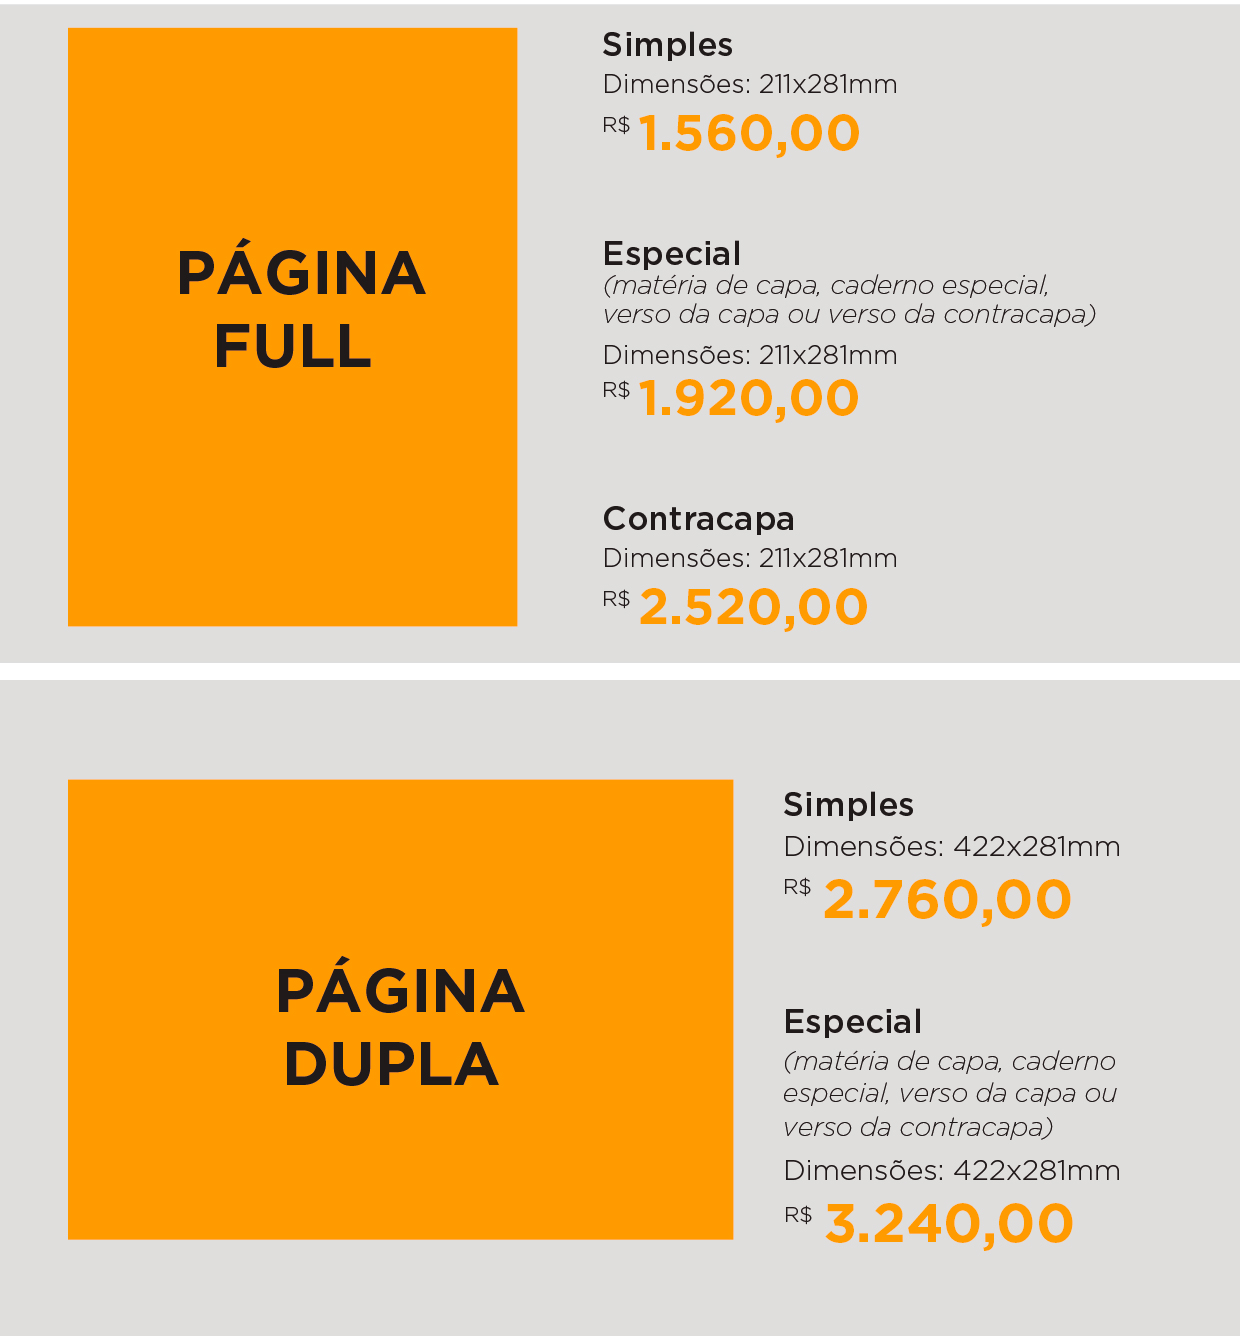 PÁGINA
FULL
Simples
Dimensões: 211x281mm
R$ 1.560,00
Especial
(matéria de capa, caderno especial,
verso da capa ou verso da contracapa)
Dimensões: 211x281mm
R$ 1.920,00
Contracapa
Dimensões: 211x281mm
R$ 2.520,00
PÁGINA
DUPLA
Simples
Dimensões: 422x281mm
R$ 2.760,00
Especial
(matéria de capa, caderno
especial, verso da capa ou
verso da contracapa)
Dimensões: 422x281mm
R$ 3.240,00